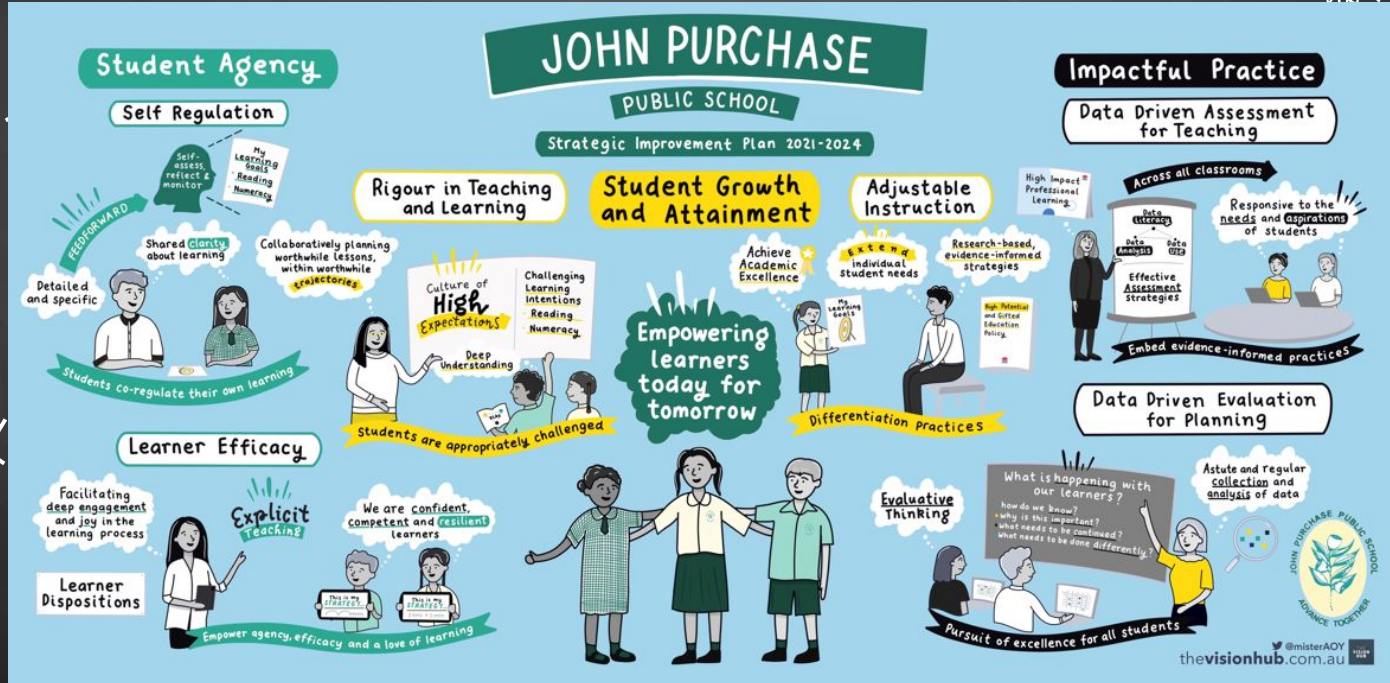 JOHN PURCHASE
PUBLIC SCHOOL
Strategic Improvement Plan 2021-2024
Student Agency
Self Regulation
Self-
assess,
reflect &
monitor
My
Learning
Goals
Reading
Numeracy
FEEDFORWARD
Shared clarity
about learning
Detailed
and specific
Students co-regulate their own learning
Collaboratively planning
worthwhile lessons,
within worthwhile
trajectories
Learner Efficacy
Facilitating
deep engagement
and joy in the
learning process
Explicit
Teaching
We are confident,
competent and resilient
learners
Learner
Dispositions
This is my
STRATEGY
This is my
STRATEGY
Empower agency, efficacy and a love of learning
Student Growth
and Attainment
Rigour in Teaching
and Learning
Culture of
High
Expectations
Challenging
Learning
Intentions
Reading
Numeracy
Deep
Understanding
Students are appropriately challenged
Empowering
learners
today for
tomorrow
Adjustable
Instruction
Achieve
Academic
Excellence
Extend
individual
student needs
Research-based,
evidence-informed
strategies
My
Learning
Goals
High Potential
and Gifted
Education
Policy
Differentiation Practices
Impactful Practice
Data Driven Assessment
for Teaching
High Impact
Professional
Learning
Across all classrooms
Data
literacy
Data
Analysis
Data
Use
Effective
Assessment
strategies
Responsive to the
needs and aspirations
of students
Embed evidence-informed practices
Data Driven Evaluation
for Planning
Evaluative
Thinking
What is happening with
our learners?
how do we know?
Why is this important?
What needs to be continued?
What needs to be done differently?
Astute and regular
collection and
analysis of data
Pursuit of excellence for all students
JOHN PURCHASE PUBLIC SCHOOL
ADVANCE TOGETHER
@misterAOY
thevisionhub.com.au
THE
VISION
HUB